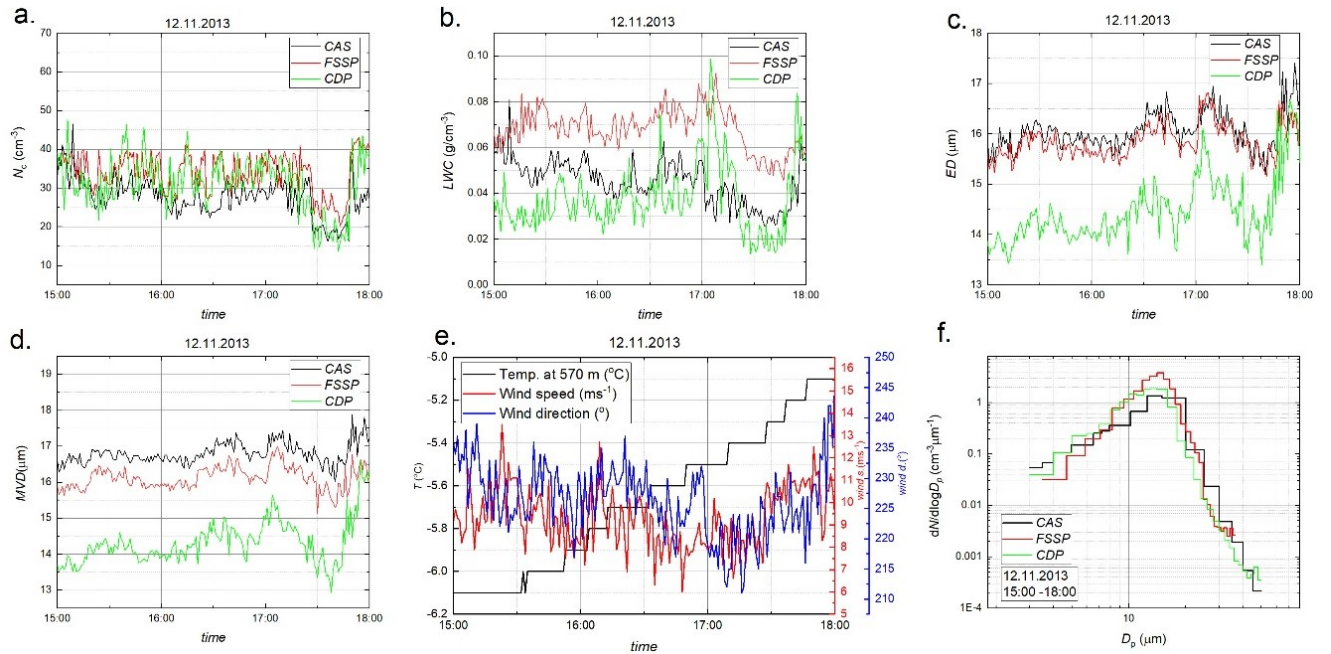 a.
12.11.2013
CAS
FSSP
CDP
70
60
50
40
30
20
10
Nc (cm-3)
15:00 16:00 17:00 18:00
time
b.
12.11.2013
CAS
FSSP
CDP
0.10
0.08
0.06
0.04
0.02
0.00
LWC (g/cm-3)
15:00 16:00 17:00 18:00
time
c.
12.11.2013
CAS
FSSP
CDP
18
17
16
15
14
13
ED (μm)
15:00 16:00 17:00 18:00
time
d.
12.11.2013
CAS
FSSP
CDP
19
18
17
16
15
14
13
MVD(μm)
15:00 16:00 17:00 18:00
time
e.
12.11.2013
Temp. at 570 m (oC)
Wind speed (ms-1)
Wind direction (o)
-5.0
-5.2
-5.4
-5.6
-5.8
-6.0
-6.2
T (°C)
16
15
14
13
12
11
10
9
8
7
6
5
wind s.(ms-1)
250
245
240
235
230
225
220
215
210
wind d.(°)
15:00 16:00 17:00 18:00
time
f.
1
0.1
0.01
0.001
1E-4
dN/dlogDp (cm-3μm-1)
CAS
FSSP
CDP
12.11.2013
15:00 -18:00
10
Dp (μm)